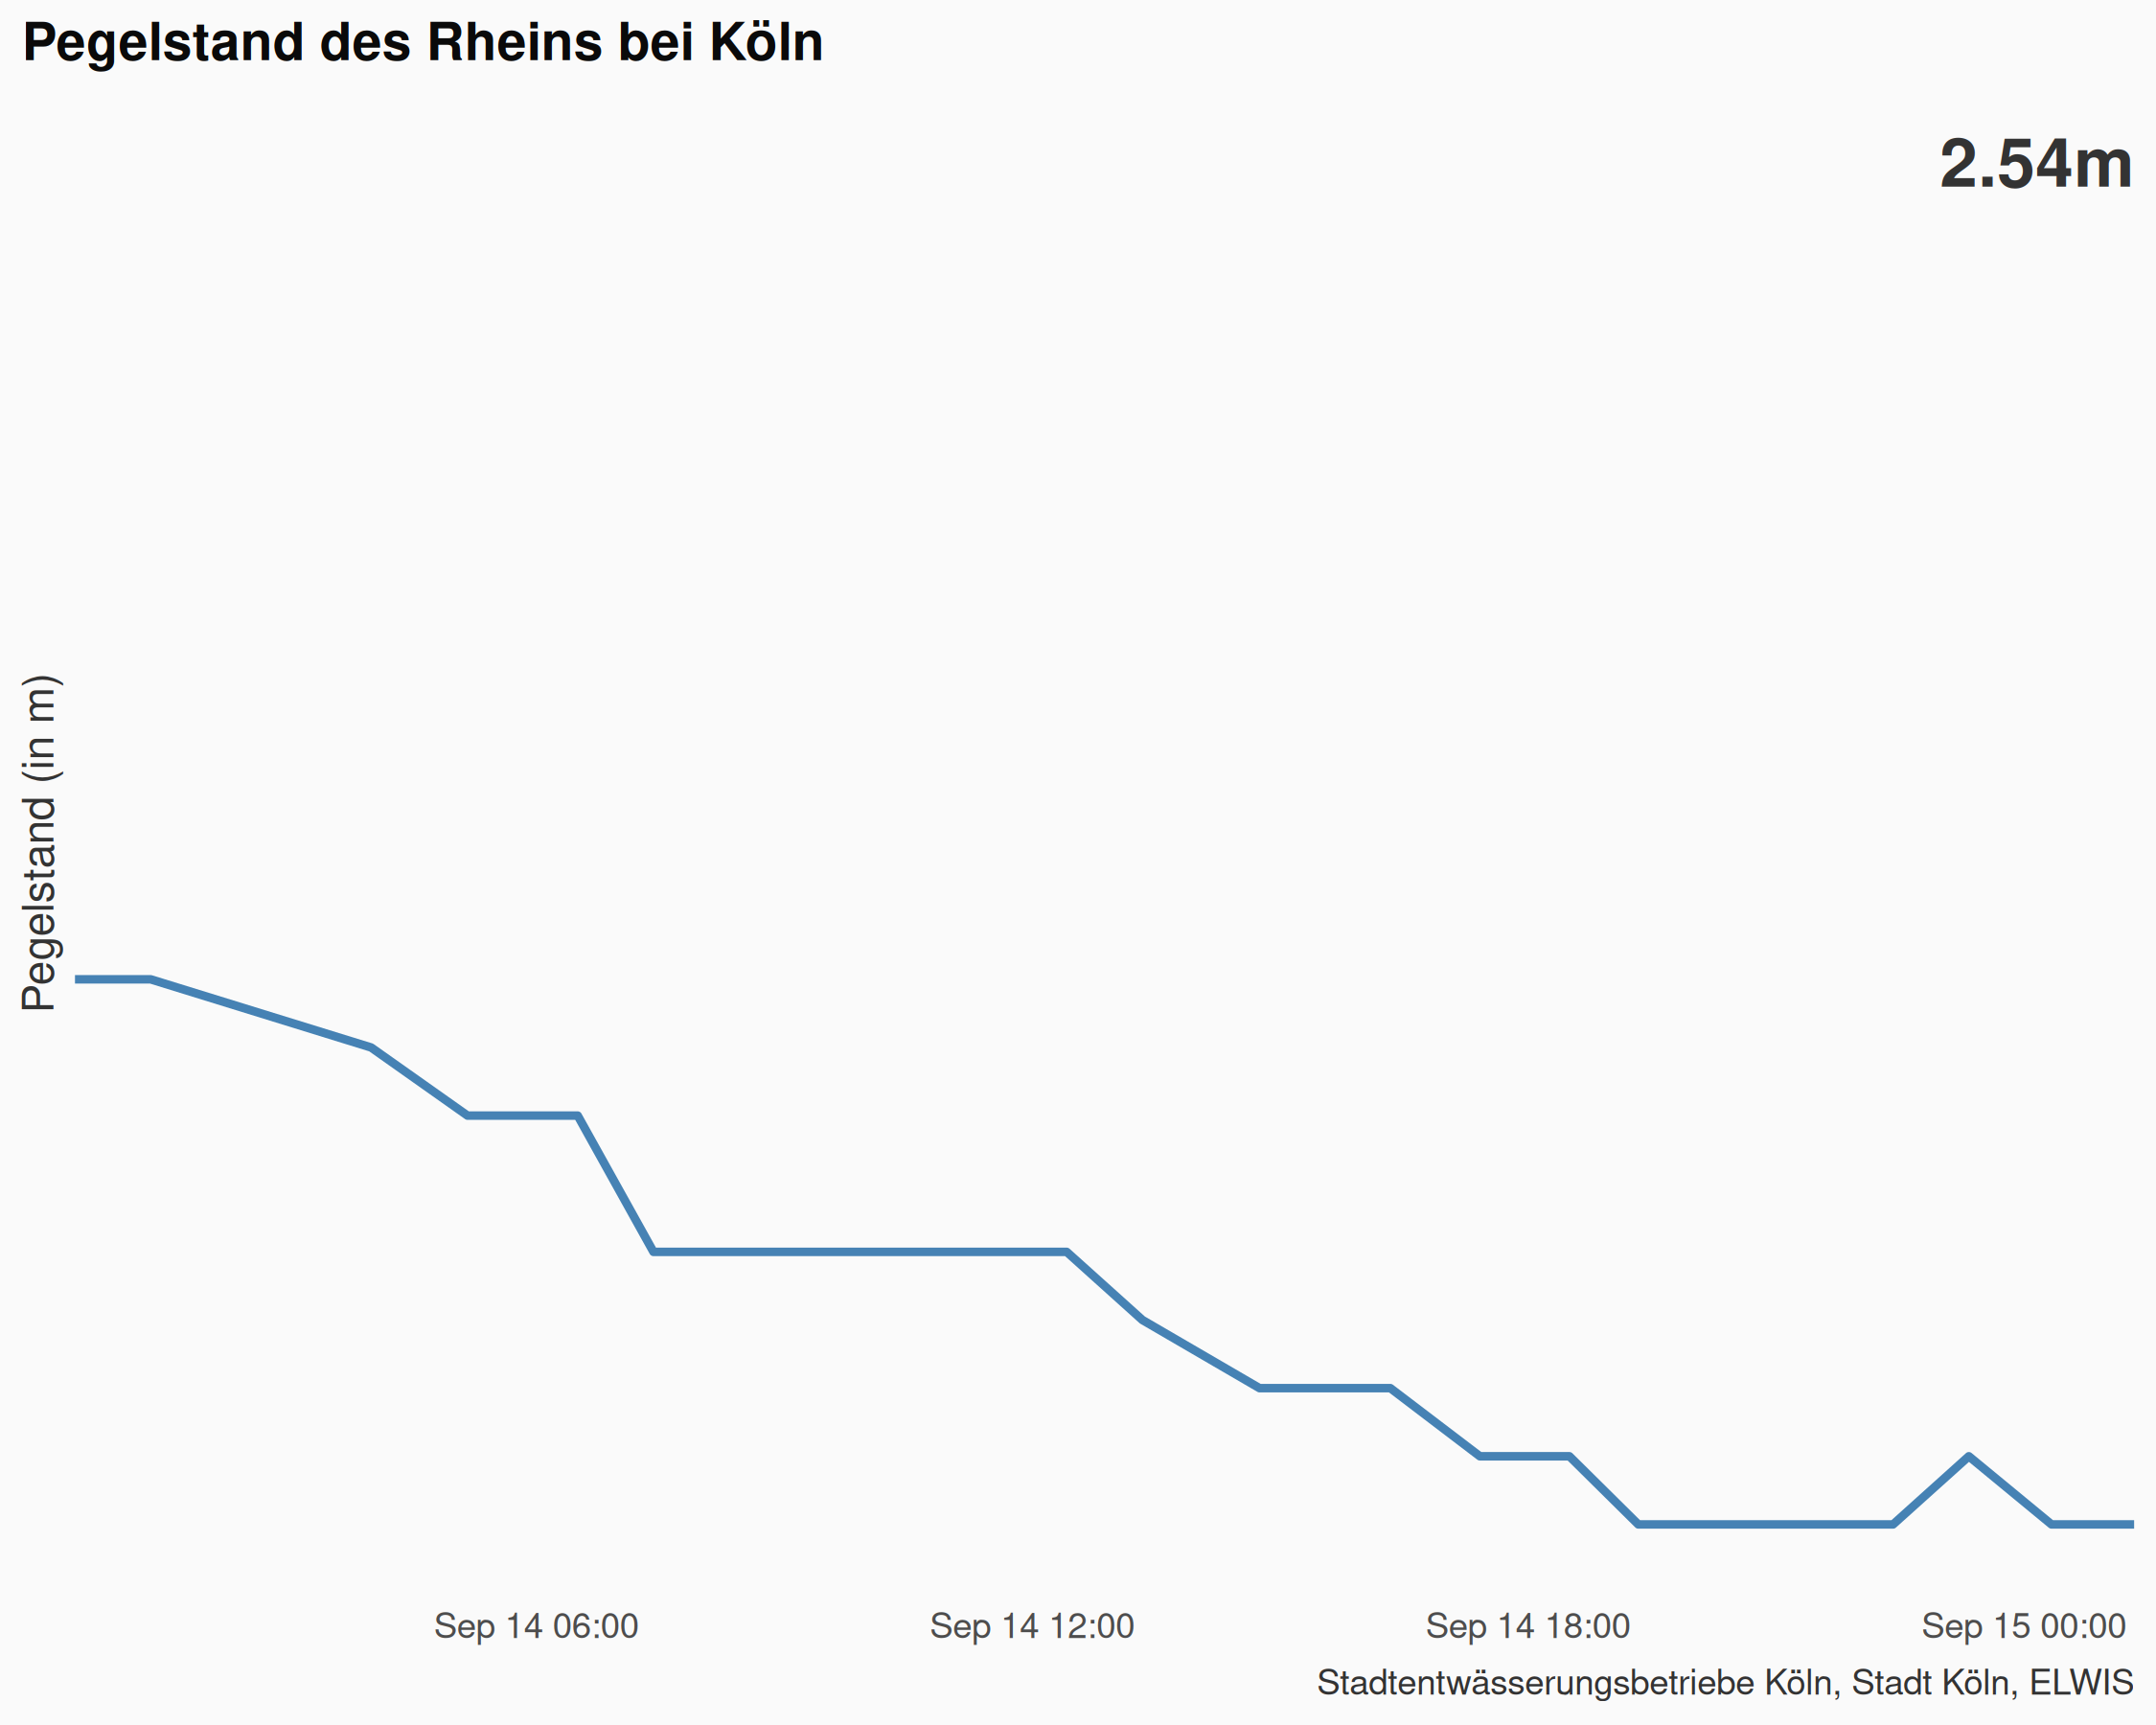 Pegelstand des Rheins bei Köln
2.54m
Pegelstand (in m)
Sep 14 06:00 Sep 14 12:00 Sep 14 18:00 Sep 15 00:00
Stadtentwässerungsbetriebe Köln, Stadt Köln, ELWIS